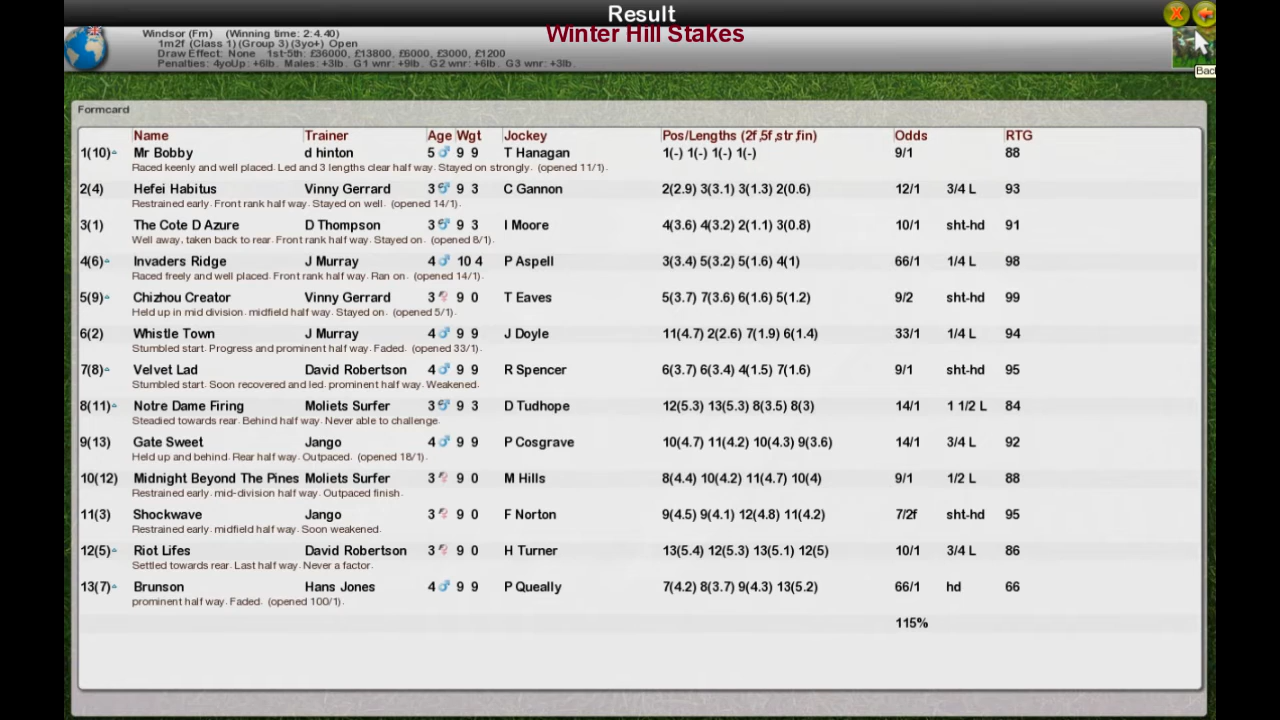 Result
Winter Hill Stakes
Windsor (Fm) (Winning time: 2:4.40)
1m2f (Class 1) (Group 3) (3yo+) Open
Draw Effect: None 1st-5th: £36000, £13800, £6000, £3000, £1200
Penalties: 4yoUp: +6lb. Males: +3lb. G1 wnr: +9lb. G2 wnr: +6lb. G3 wnr: +3lb.
Back
Formcard
Name Trainer Age Wgt Jockey Pos/Lengths (2f,5f,str,fin) Odds RTG
1(10) Mr Bobby d hinton 5 9 9 T Hanagan 1(-) 1(-) 1(-) 1(-) 9/1 88
Raced keenly and well placed. Led and 3 lengths clear half way. Stayed on strongly. (opened 11/1).
2(4) Hefei Habitus Vinny Gerrard 3 9 3 C Gannon 2(2.9) 3(3.1) 3(1.3) 2(0.6) 12/1 3/4 L 93
Restrained early. Front rank half way. Stayed on well. (opened 14/1).
3(1) The Cote D Azure D Thompson 3 9 3 I Moore 4(3.6) 4(3.2) 2(1.1) 3(0.8) 10/1 sht-hd 91
Well away, taken back to rear. Front rank half way. Stayed on. (opened 8/1).
4(6) Invaders Ridge J Murray 4 10 4 P Aspell 3(3.4) 5(3.2) 5(1.6) 4(1) 66/1 1/4 L 98
Raced freely and well placed. Front rank half way. Ran on. (opened 14/1).
5(9) Chizhou Creator Vinny Gerrard 3 9 0 T Eaves 5(3.7) 7(3.6) 6(1.6) 5(1.2) 9/2 sht-hd 99
Held up in mid division. midfield half way. Stayed on. (opened 5/1).
6(2) Whistle Town J Murray 4 9 9 J Doyle 11(4.7) 2(2.6) 7(1.9) 6(1.4) 33/1 1/4 L 94
Stumbled start. Progress and prominent half way. Faded. (opened 33/1).
7(8) Velvet Lad David Robertson 4 9 9 R Spencer 6(3.7) 6(3.4) 4(1.5) 7(1.6) 9/1 sht-hd 95
Stumbled start. Soon recovered and led. prominent half way. Weakened.
8(11) Notre Dame Firing Moliets Surfer 3 9 3 D Tudhope 12(5.3) 13(5.3) 8(3.5) 8(3) 14/1 1 1/2 L 84
Steadied towards rear. Behind half way. Never able to challenge.
9(13) Gate Sweet Jango 4 9 9 P Cosgrave 10(4.7) 11(4.2) 10(4.3) 9(3.6) 14/1 3/4 L 92
Held up and behind. Rear half way. Outpaced. (opened 18/1).
10(12) Midnight Beyond The Pines Moliets Surfer 3 9 0 M Hills 8(4.4) 10(4.2) 11(4.7) 10(4) 9/1 1/2 L 88
Restrained early. mid-division half way. Outpaced finish.
11(3) Shockwave Jango 3 9 0 F Norton 9(4.5) 9(4.1) 12(4.8) 11(4.2) 7/2f sht-hd 95
Restrained early. midfield half way. Soon weakened.
12(5) Riot Lifes David Robertson 3 9 0 H Turner 13(5.4) 12(5.3) 13(5.1) 12(5) 10/1 3/4 L 86
Settled towards rear. Last half way. Never a factor.
13(7) Brunson Hans Jones 4 9 9 P Queally 7(4.2) 8(3.7) 9(4.3) 13(5.2) 66/1 hd 66
prominent half way. Faded. (opened 100/1).
115%